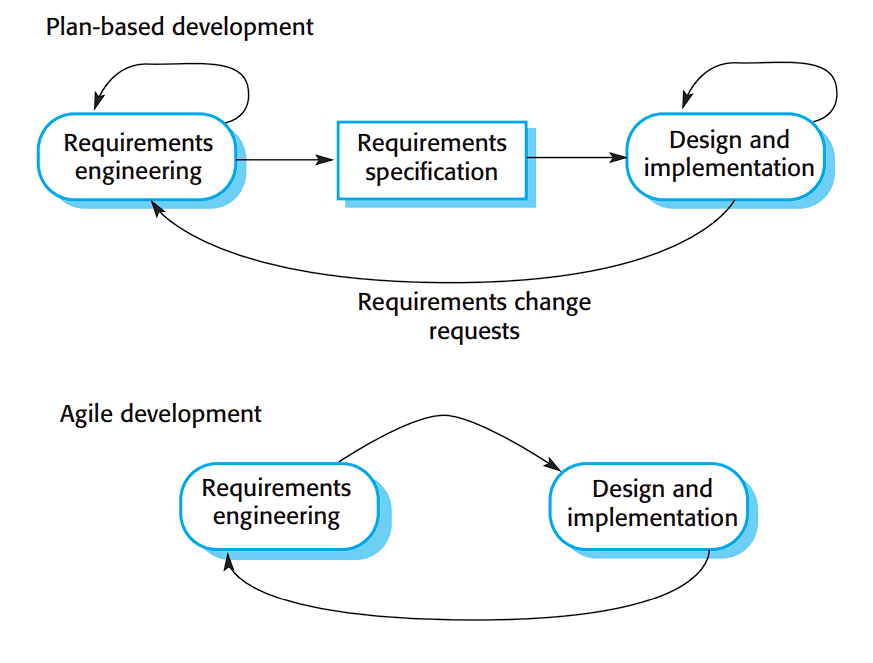 Plan-based development
Requirements
engineering
Requirements
specification
Design and
implementation
Requirements change
requests
Agile development
Requirements
engineering
Design and
implementation